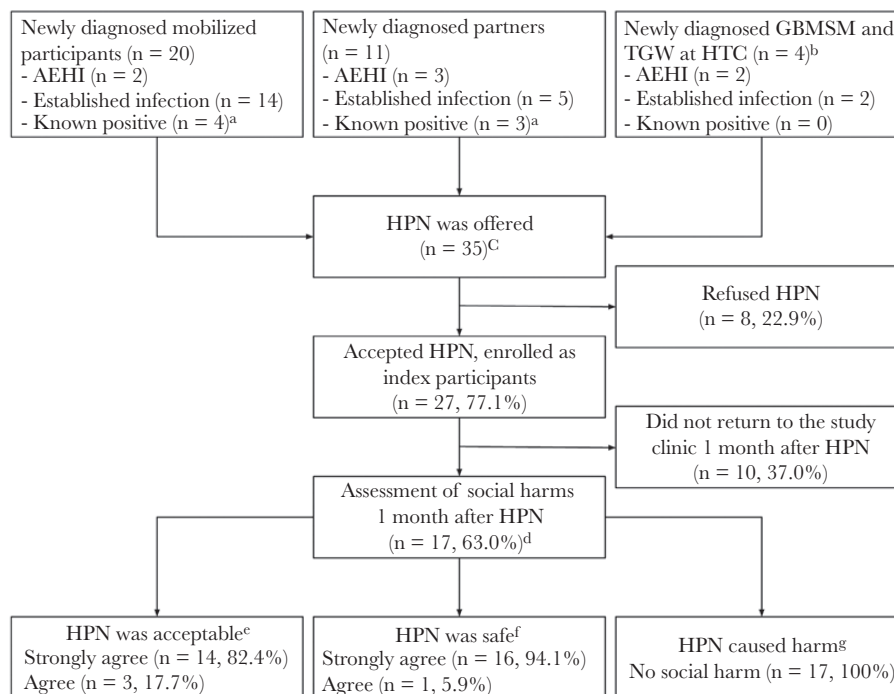 Newly diagnosed mobilized
participants (n = 20)
- AEHI (n = 2)
- Established infection (n = 14)
- Known positive (n = 4)a
Newly diagnosed partners
(n = 11)
- AEHI (n = 3)
- Established infection (n = 5)
- Known positive (n = 3)a
Newly diagnosed GBMSM and
TGW at HTC (n = 4)b
- AEHI (n = 2)
- Established infection (n = 2)
- Known positive (n = 0)
HPN was offered
(n = 35)C
Refused HPN
(n = 8, 22.9%)
Accepted HPN, enrolled as
index participants
(n = 27, 77.1%)
Did not return to the study
clinic 1 month after HPN
(n = 10, 37.0%)
Assessment of social harms
1 month after HPN
(n = 17, 63.0%)d
HPN was acceptablee
Strongly agree (n = 14, 82.4%)
Agree (n = 3, 17.7%)
HPN was safef
Strongly agree (n = 16, 94.1%)
Agree (n = 1, 5.9%)
HPN caused harmg
No social harm (n = 17, 100%)